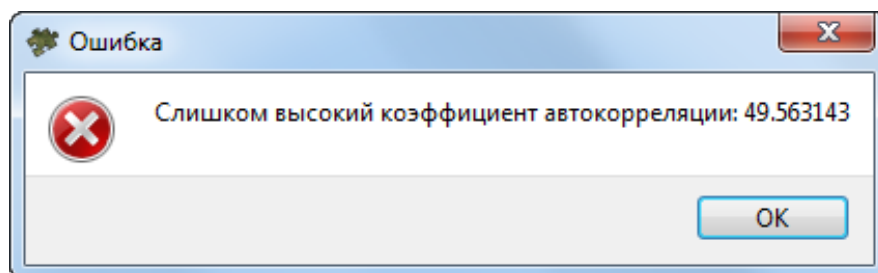 Ошибка
Слишком высокий коэффициент автокорреляции: 49.563143
OK